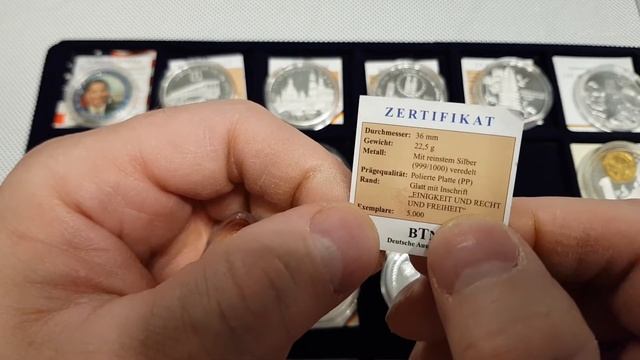 ZERTIFIKAT
Durchmesser: 36 mm
Gewicht: 22,5 g
Metall: Mit reinstem Silber
(999/1000) veredelt
Prägequalität: Polierte Platte (PP)
Rand: Glatt mit Inschrift
„EINIGKEIT UND RECHT
UND FREIHEIT"
Exemplare: 5.000
BTN
Deutsche